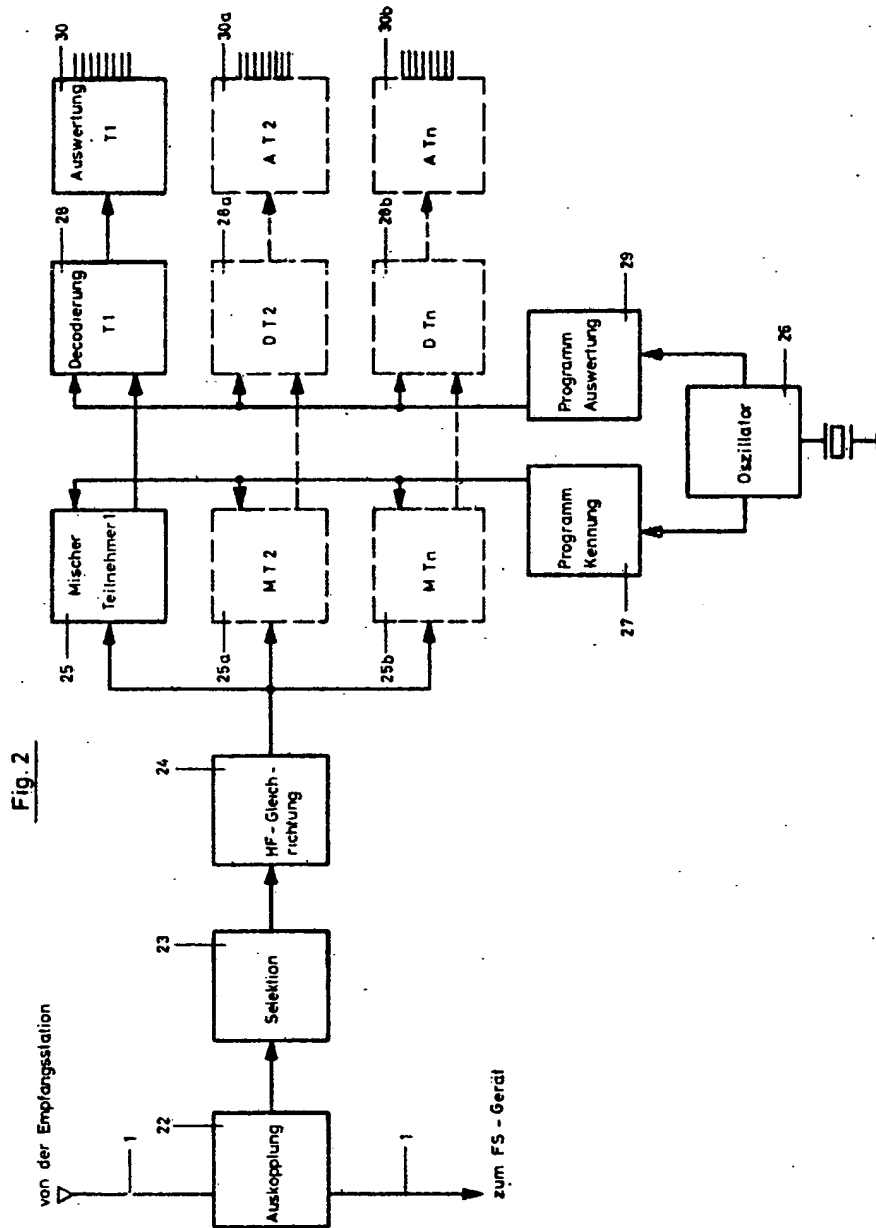 Fig. 2
von der Empfangsstation
1
22
Auskopplung
1
zum FS - Gerät
23
Selektion
24
HF-Gleich-
richtung
25
Mischer
Teilnehmer 1
25a
M T 2
25b
M Tn
28
Decodierung
T1
28a
D T2
28b
D Tn
30
Auswertung
T1
30a
A T 2
30b
A Tn
Programm
Kennung
27
Programm
Auswertung
29
Oszillator
26